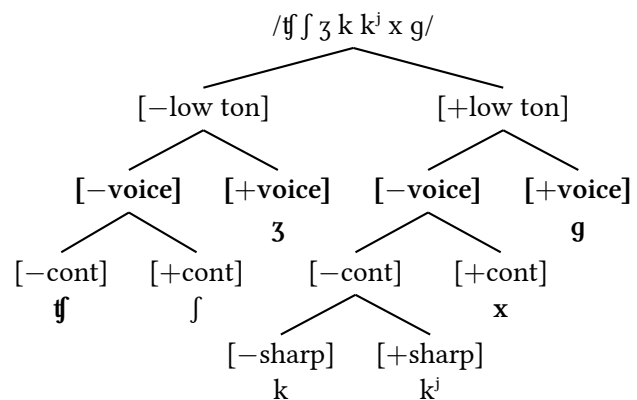 /ʧ ʃ ʒ k kʲ x ɡ/
[−low ton] [+low ton]
[−voice] [+voice] [−voice] [+voice]
ʒ ɡ
[−cont] [+cont] [−cont] [+cont]
ʧ ʃ x
[−sharp] [+sharp]
k kʲ